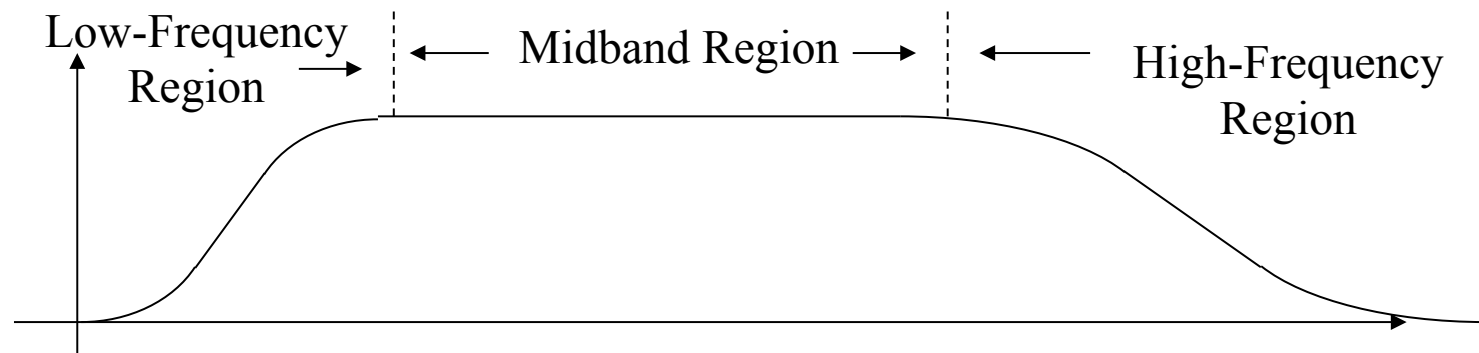 Low-Frequency
Region
Midband Region
High-Frequency
Region